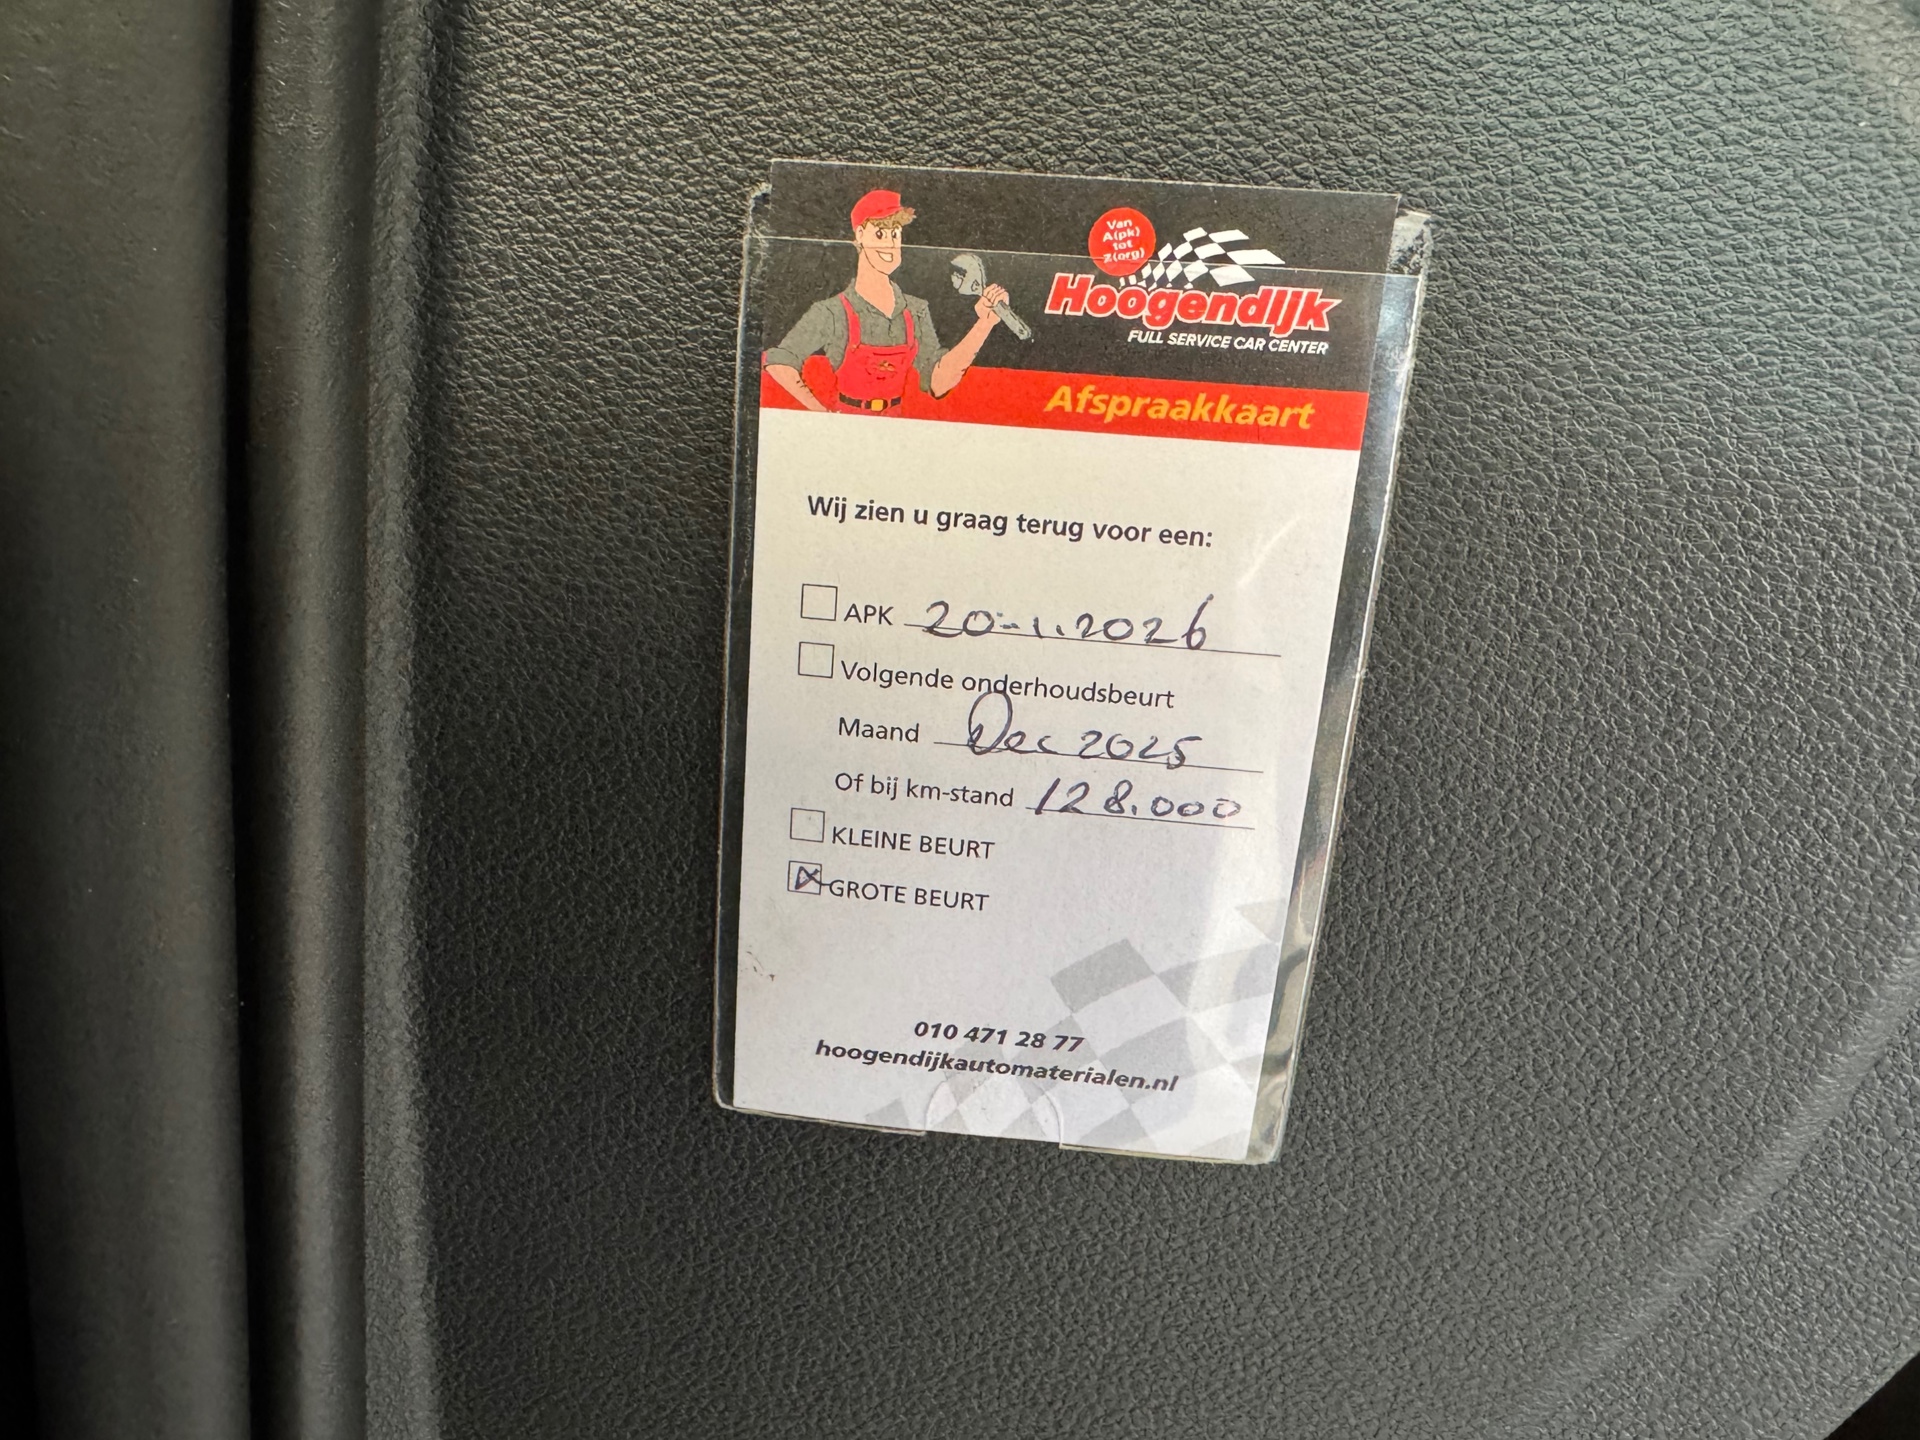 Van
A(pk)
tot
Z(org)
Hoogendijk
FULL SERVICE CAR CENTER
Afspraakkaart
Wij zien u graag terug voor een:
APK 20-1.2026
Volgende onderhoudsbeurt
Maand Dec 2025
Of bij km-stand 128.000
KLEINE BEURT
GROTE BEURT
010 471 28 77
hoogendijkautomaterialen.nl